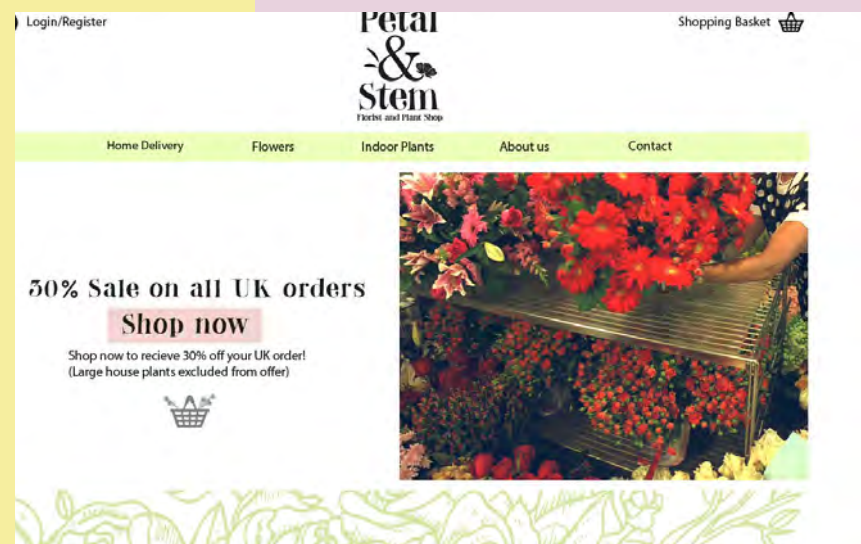 Login/Register
Petal
&
Stem
Florist and Plant Shop
Shopping Basket
Home Delivery Flowers Indoor Plants About us Contact
30% Sale on all UK orders
Shop now
Shop now to recieve 30% off your UK order!
(Large house plants excluded from offer)